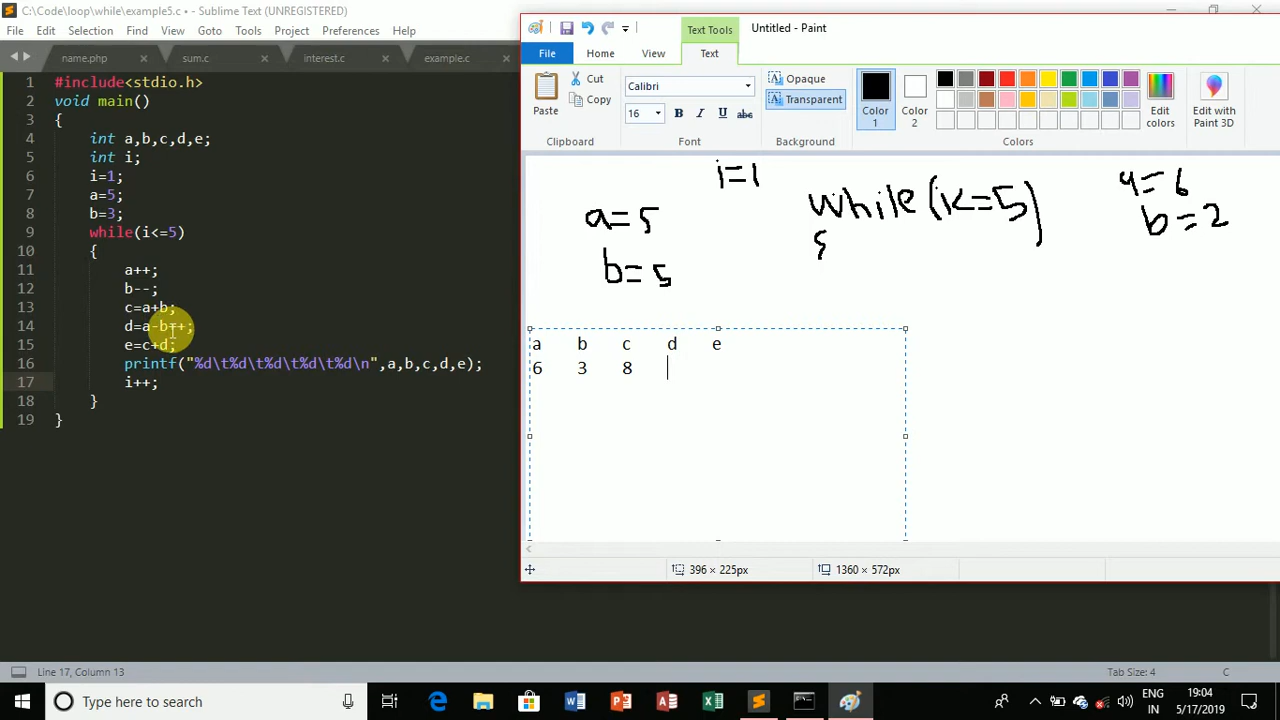 C:\Code\loop\while\example5.c • - Sublime Text (UNREGISTERED)
File Edit Selection Find View Goto Tools Project Preferences Help
name.php sum.c interest.c example.c
1 #include<stdio.h>
2 void main()
3 {
4 int a,b,c,d,e;
5 int i;
6 i=1;
7 a=5;
8 b=3;
9 while(i<=5)
10 {
11 a++;
12 b--;
13 c=a+b;
14 d=a-b++;
15 e=c+d;
16 printf("%d\t%d\t%d\t%d\t%d\n",a,b,c,d,e);
17 i++;
18 }
19 }
Line 17, Column 13
Tab Size: 4 C
Text Tools Untitled - Paint
File Home View Text
Paste Cut Copy
Clipboard
Calibri
16 B I U abc
Font
Opaque
Transparent
Background
Color 1 Color 2
Edit colors
Edit with Paint 3D
Colors
i=1
a=5
b=5
while(i<=5)
{
a=6
b=2
a b c d e
6 3 8
396 × 225px 1360 × 572px
Type here to search
ENG IN
19:04
5/17/2019